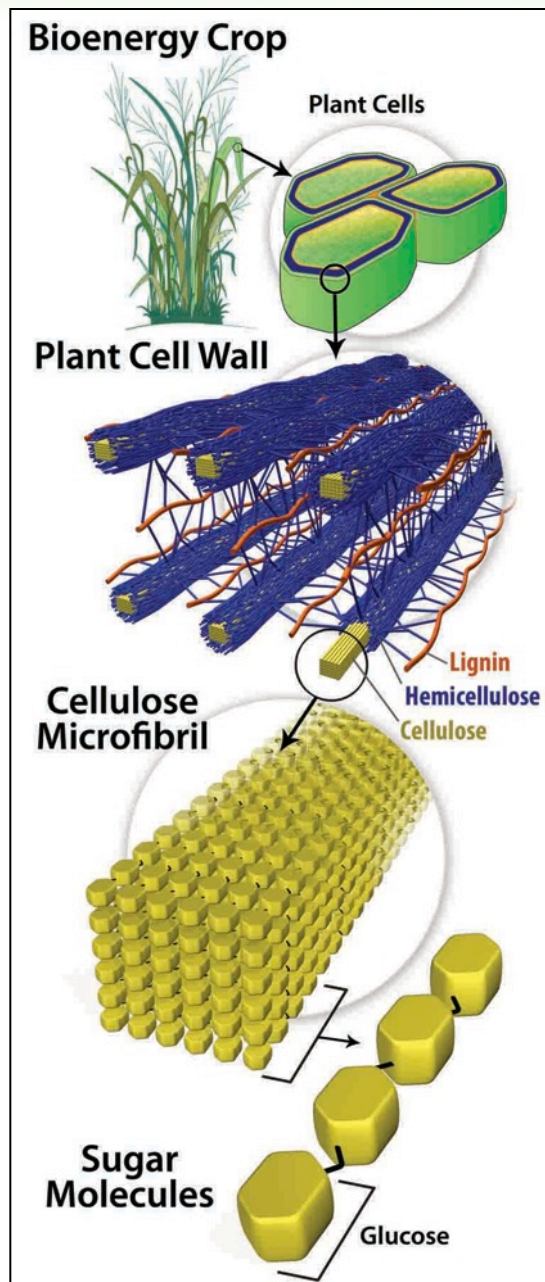 Bioenergy Crop
Plant Cells
Plant Cell Wall
Lignin
Hemicellulose
Cellulose
Cellulose
Microfibril
Sugar
Molecules
Glucose